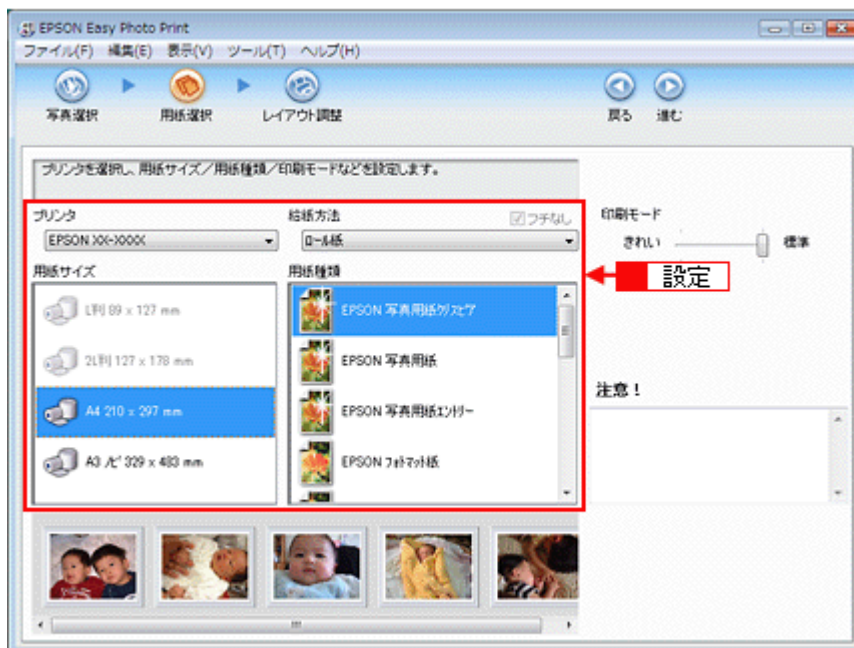 EPSON Easy Photo Print
ファイル(F) 編集(E) 表示(V) ツール(T) ヘルプ(H)
写真選択 用紙選択 レイアウト調整 戻る 進む
プリンタを選択し、用紙サイズ/用紙種類/印刷モードなどを設定します。
プリンタ 給紙方法 フチなし 印刷モード
EPSON XX-XXXX ロール紙 きれい 標準
用紙サイズ 用紙種類
設定
L判 89 x 127 mm EPSON 写真用紙クリスピア
2L判 127 x 178 mm EPSON 写真用紙
注意!
A4 210 x 297 mm EPSON 写真用紙エントリー
A3 ノビ 329 x 483 mm EPSON フォトマット紙